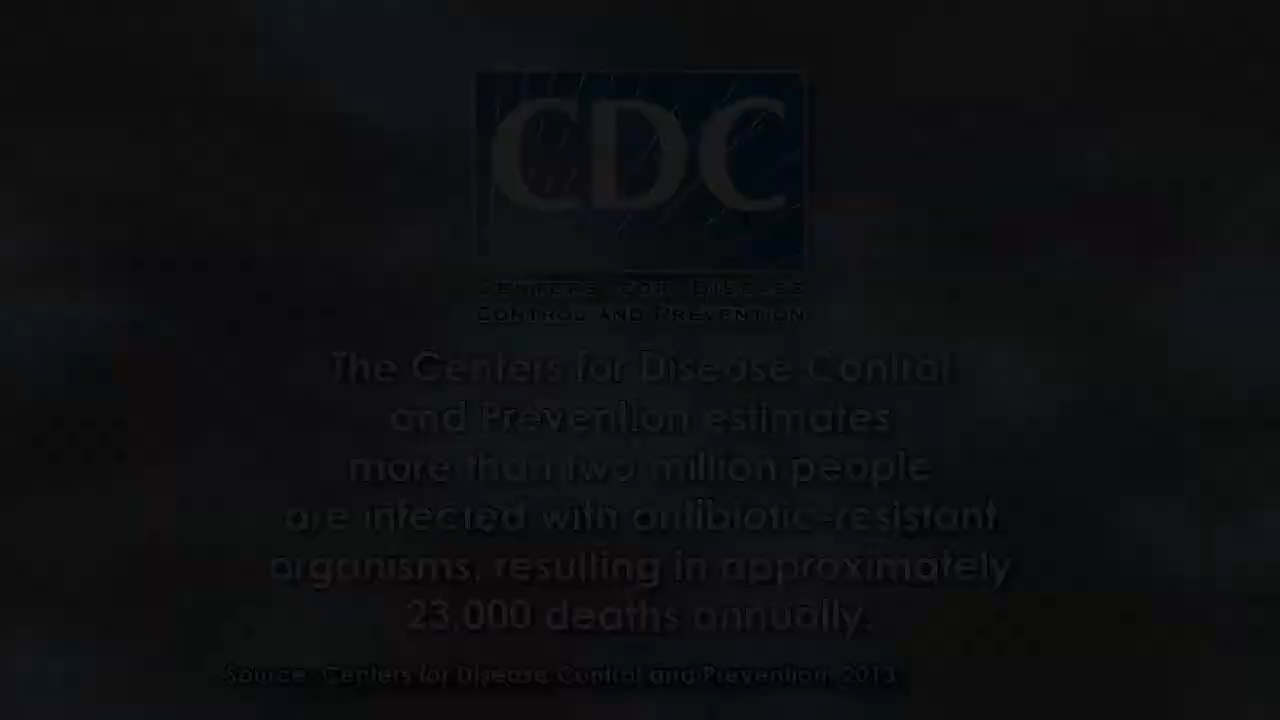 CDC
CENTERS FOR DISEASE
CONTROL AND PREVENTION
The Centers for Disease Control
and Prevention estimates
more than two million people
are infected with antibiotic-resistant
organisms, resulting in approximately
23,000 deaths annually.
Source: Centers for Disease Control and Prevention, 2013